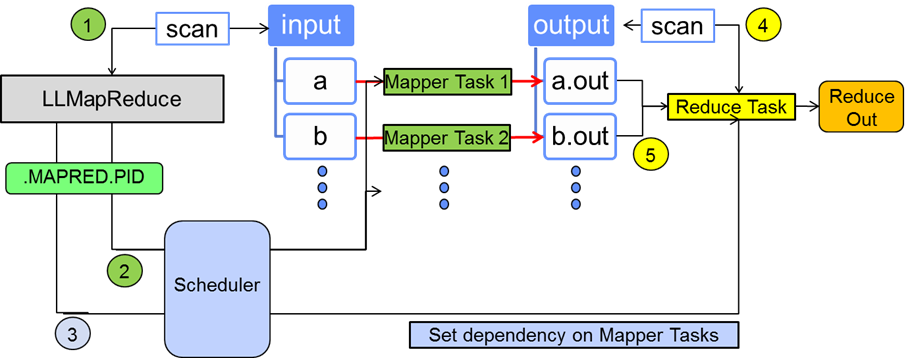 1
scan
input
output
scan
4
LLMapReduce
a
Mapper Task 1
a.out
Reduce Task
Reduce
Out
b
Mapper Task 2
b.out
5
.MAPRED.PID
2
Scheduler
3
Set dependency on Mapper Tasks